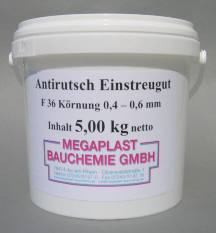 Antirutsch Einstreugut
F 36 Körnung 0,4 – 0,6 mm
Inhalt 5,00 kg netto
MEGAPLAST
BAUCHEMIE GMBH